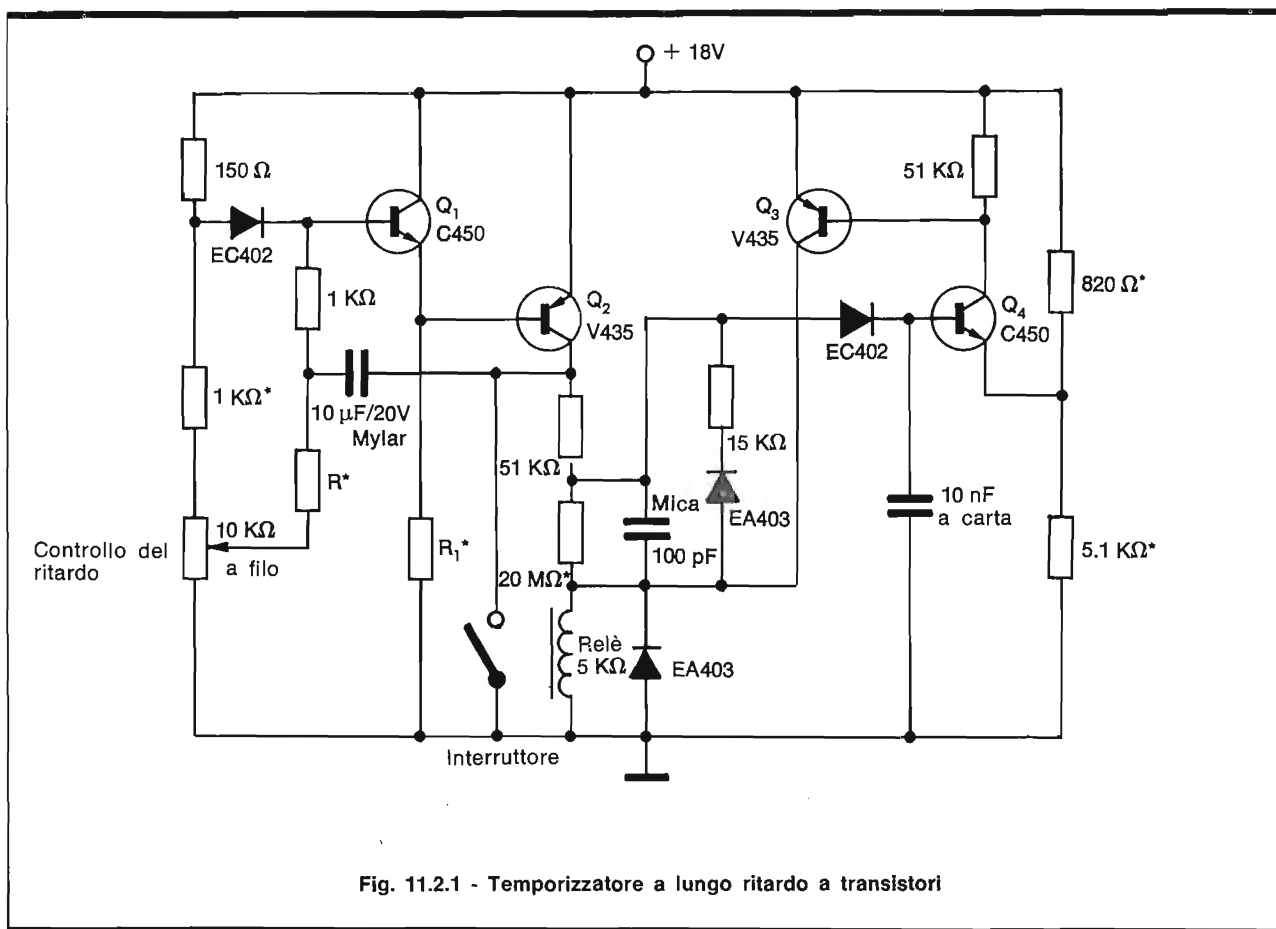 + 18V
150 Ω
EC402
Q1
C450
1 KΩ
Q2
V435
Q3
V435
51 KΩ
820 Ω*
EC402
Q4
C450
1 KΩ*
10 µF/20V
Mylar
R*
51 KΩ
15 KΩ
Mica
100 pF
EA403
10 nF
a carta
Controllo del
ritardo
10 KΩ
a filo
R1*
20 MΩ*
5.1 KΩ*
Relè
5 KΩ
EA403
Interruttore
Fig. 11.2.1 - Temporizzatore a lungo ritardo a transistori